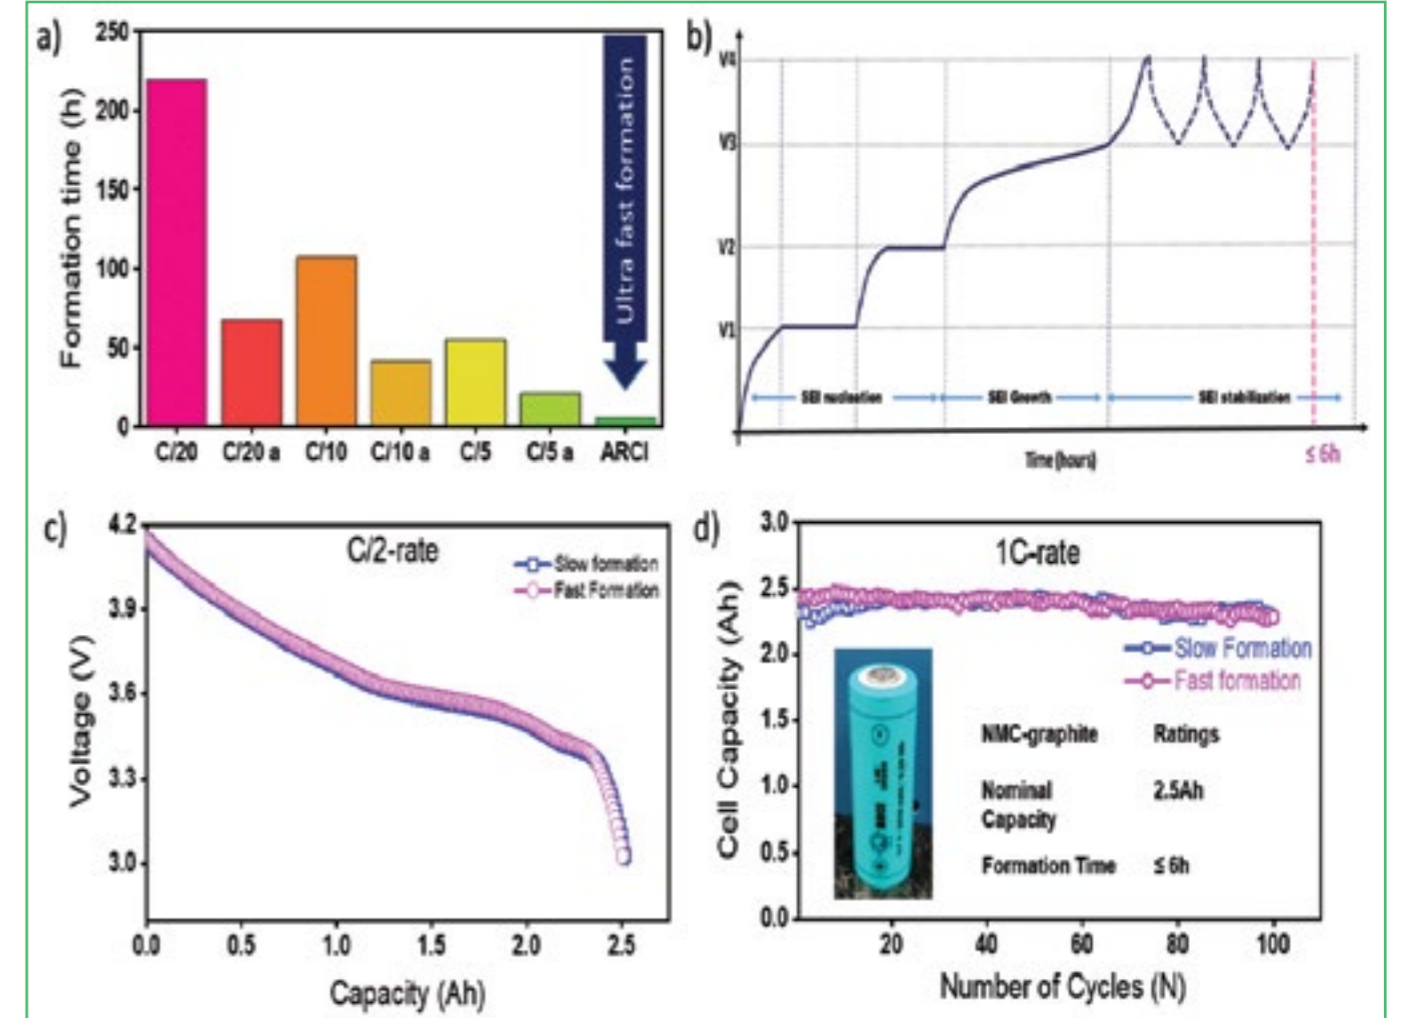 a)
250
200
150
100
50
0
Formation time (h)
Ultra fast formation
C/20 C/20 a C/10 C/10 a C/5 C/5 a ARCI
b)
V4
V3
V2
V1
SEI nucleation SEI Growth SEI stabilization
Time (hours)
≤ 6h
c)
4.2
3.9
3.6
3.3
3.0
Voltage (V)
C/2-rate
Slow formation
Fast Formation
0.0 0.5 1.0 1.5 2.0 2.5
Capacity (Ah)
d)
3.0
2.5
2.0
1.5
1.0
0.5
0.0
Cell Capacity (Ah)
1C-rate
Slow Formation
Fast formation
NMC-graphite Ratings
Nominal 2.5Ah
Capacity
Formation Time ≤ 6h
20 40 60 80 100
Number of Cycles (N)